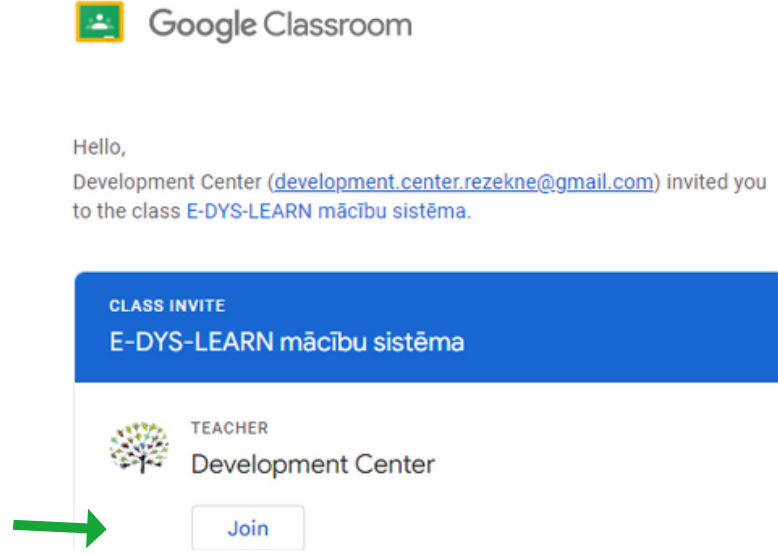 Google Classroom
Hello,
Development Center (development.center.rezekne@gmail.com) invited you
to the class E-DYS-LEARN mācību sistēma.
CLASS INVITE
E-DYS-LEARN mācību sistēma
TEACHER
Development Center
Join